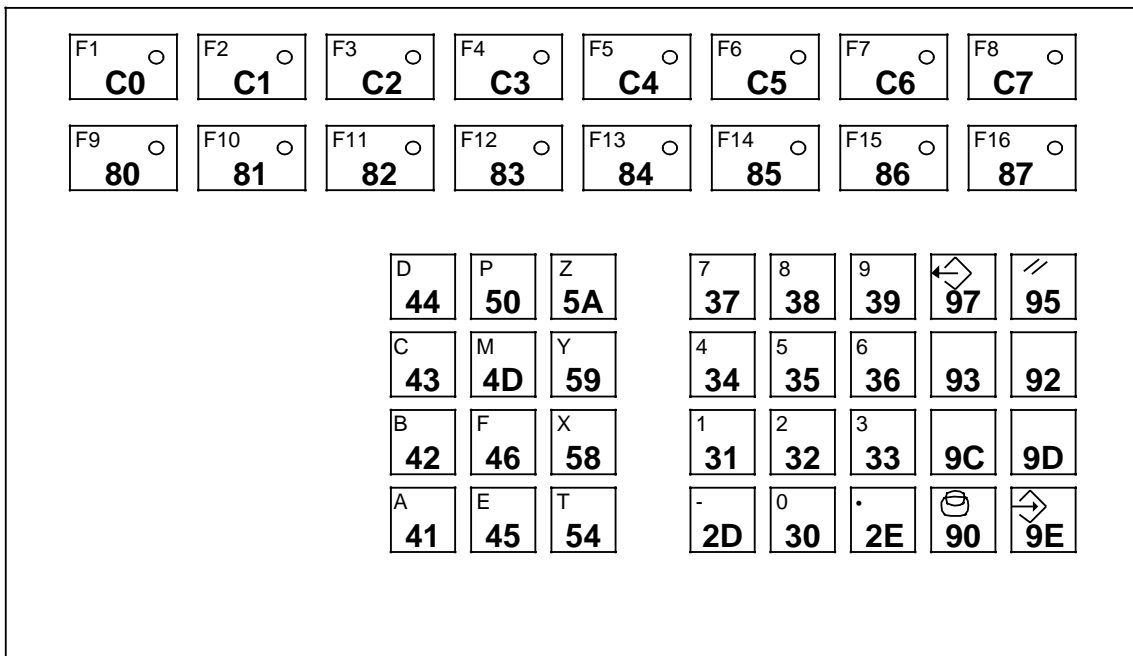 F1 F2 F3 F4 F5 F6 F7 F8
C0 C1 C2 C3 C4 C5 C6 C7
F9 F10 F11 F12 F13 F14 F15 F16
80 81 82 83 84 85 86 87
D P Z 7 8 9
44 50 5A 37 38 39 97 95
C M Y 4 5 6
43 4D 59 34 35 36 93 92
B F X 1 2 3
42 46 58 31 32 33 9C 9D
A E T - 0 .
41 45 54 2D 30 2E 90 9E